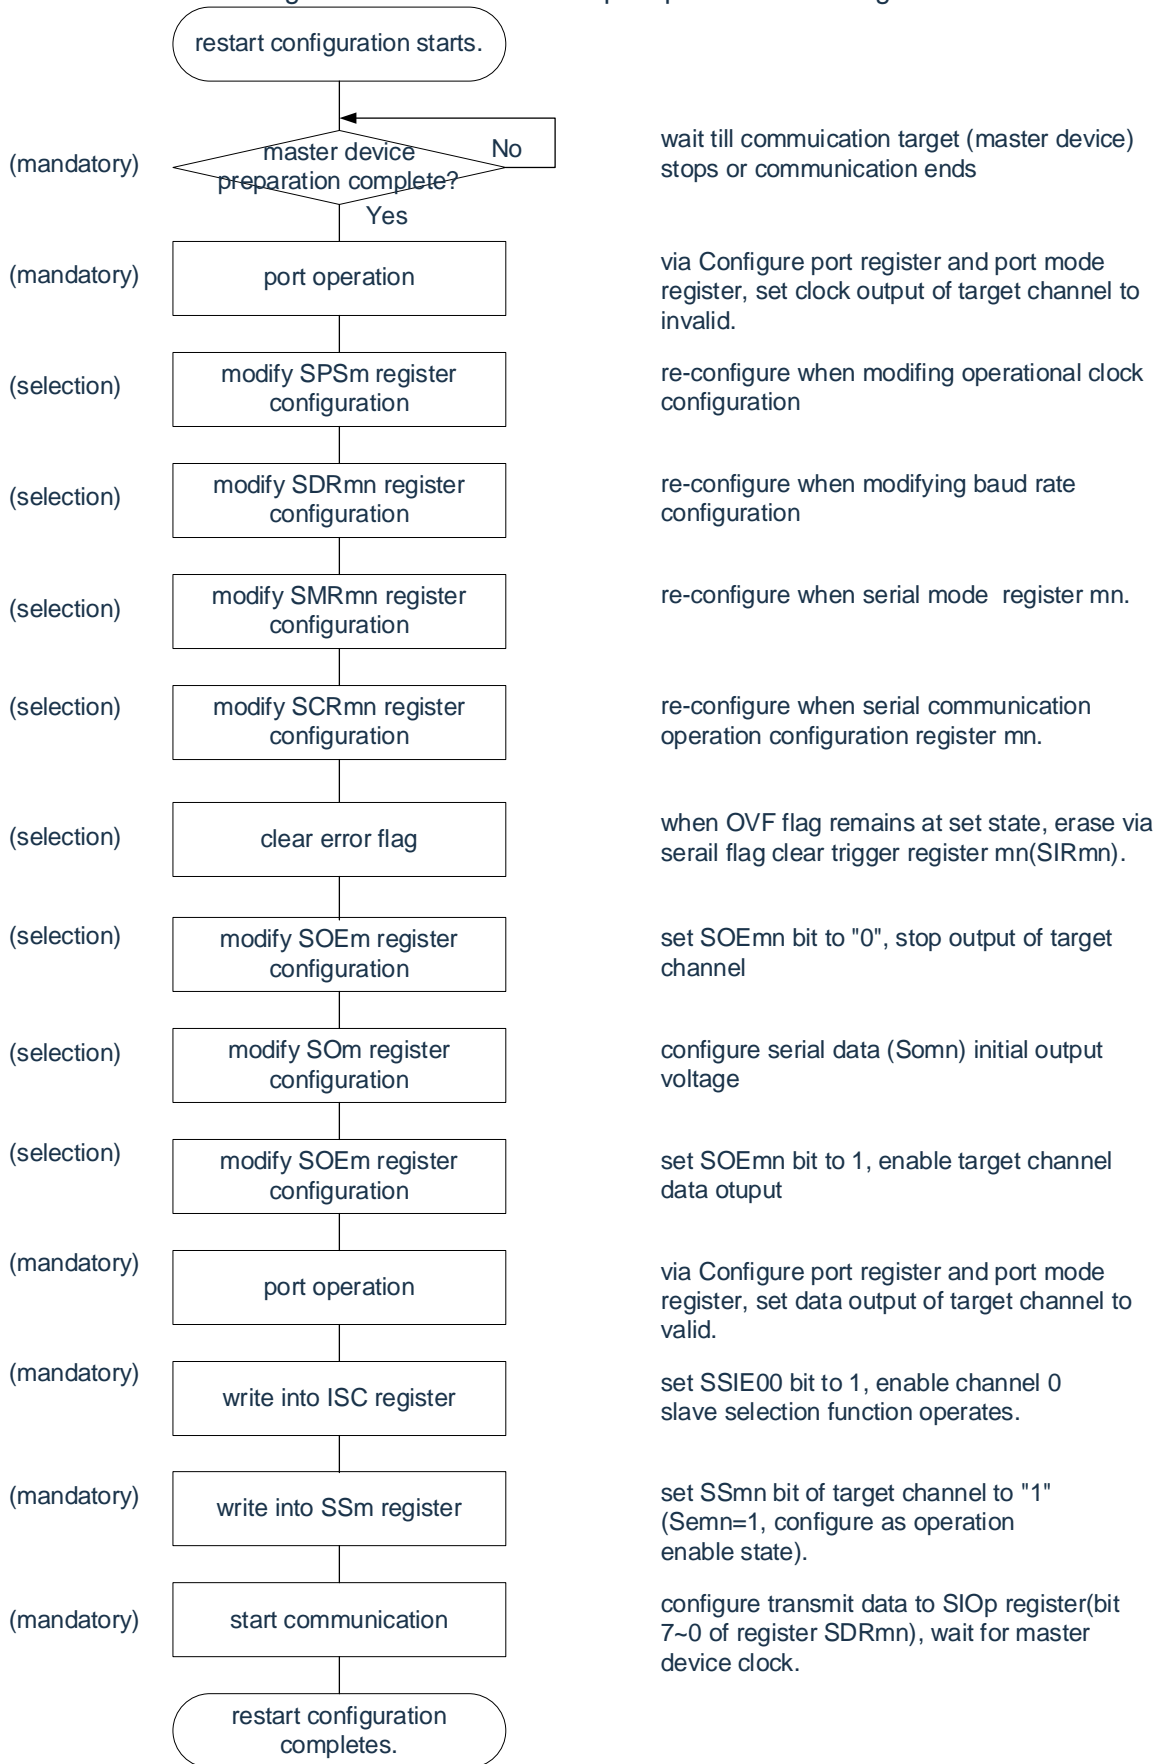 restart configuration starts.
(mandatory)
master device
preparation complete?
No
Yes
wait till commuication target (master device)
stops or communication ends
(mandatory)
port operation
via Configure port register and port mode
register, set clock output of target channel to
invalid.
(selection)
modify SPSm register
configuration
re-configure when modifing operational clock
configuration
(selection)
modify SDRmn register
configuration
re-configure when modifying baud rate
configuration
(selection)
modify SMRmn register
configuration
re-configure when serial mode  register mn.
(selection)
modify SCRmn register
configuration
re-configure when serial communication
operation configuration register mn.
(selection)
clear error flag
when OVF flag remains at set state, erase via
serail flag clear trigger register mn(SIRmn).
(selection)
modify SOEm register
configuration
set SOEmn bit to "0", stop output of target
channel
(selection)
modify SOm register
configuration
configure serial data (Somn) initial output
voltage
(selection)
modify SOEm register
configuration
set SOEmn bit to 1, enable target channel
data otuput
(mandatory)
port operation
via Configure port register and port mode
register, set data output of target channel to
valid.
(mandatory)
write into ISC register
set SSIE00 bit to 1, enable channel 0
slave selection function operates.
(mandatory)
write into SSm register
set SSmn bit of target channel to "1"
(Semn=1, configure as operation
enable state).
(mandatory)
start communication
configure transmit data to SIOp register(bit
7~0 of register SDRmn), wait for master
device clock.
restart configuration
completes.